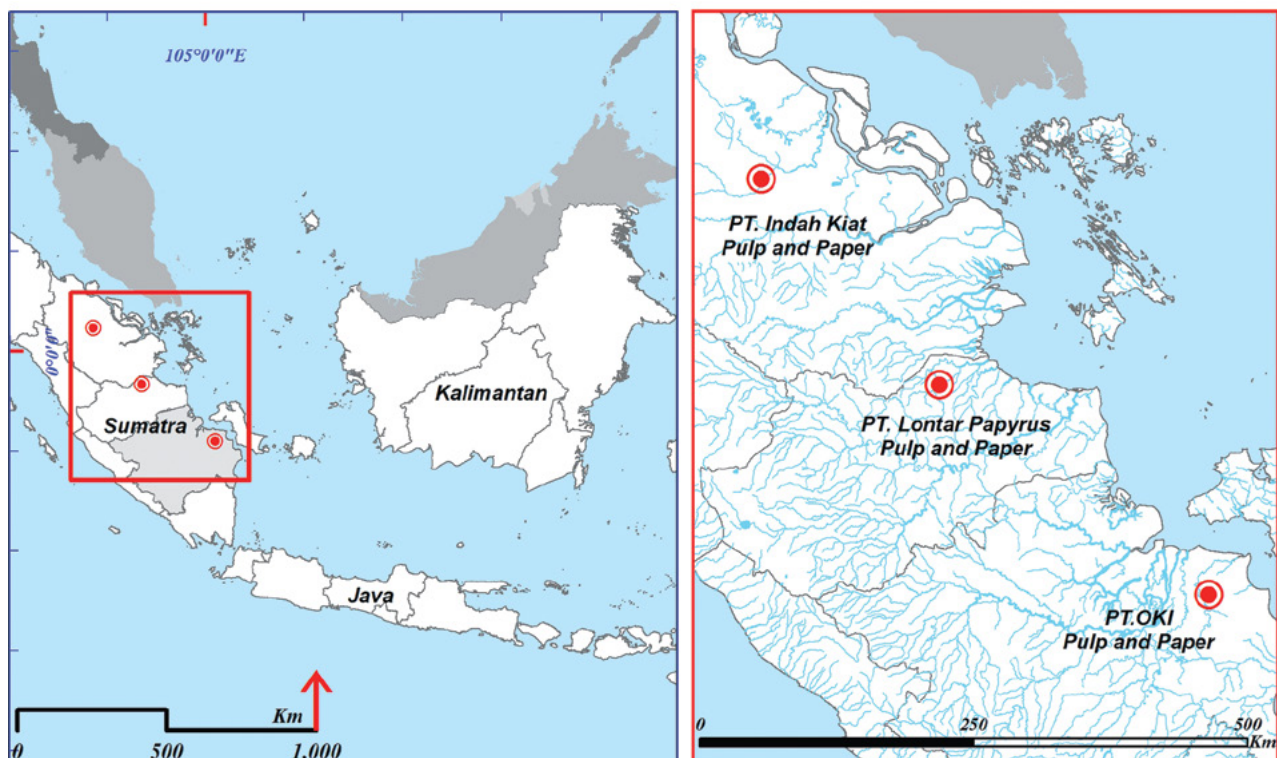 105°0'0"E
0°0'0"
Sumatra
Kalimantan
Java
Km
0 500 1.000
PT. Indah Kiat
Pulp and Paper
PT. Lontar Papyrus
Pulp and Paper
PT.OKI
Pulp and Paper
0 250 500
Km